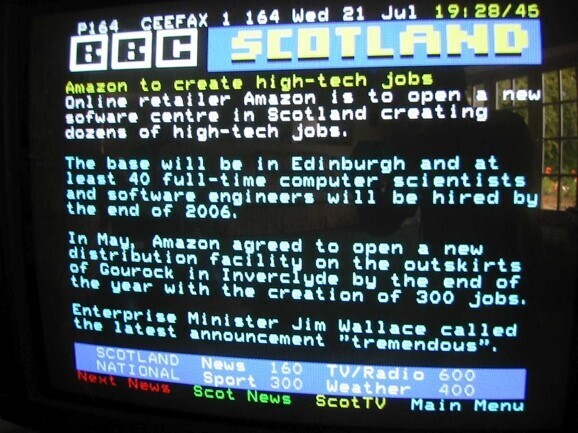 P164 CEEFAX 1 164 Wed 21 Jul 19:28/45
BBC SCOTLAND
Amazon to create high-tech jobs
Online retailer Amazon is to open a new
sofware centre in Scotland creating
dozens of high-tech jobs.
The base will be in Edinburgh and at
least 40 full-time computer scientists
and software engineers will be hired by
the end of 2006.
In May, Amazon agreed to open a new
distribution facility on the outskirts
of Gourock in Inverclyde by the end of
the year with the creation of 300 jobs.
Enterprise Minister Jim Wallace called
the latest announcement "tremendous".
SCOTLAND News 160 TV/Radio 600
NATIONAL Sport 300 Weather 400
Next News Scot News ScotTV Main Menu